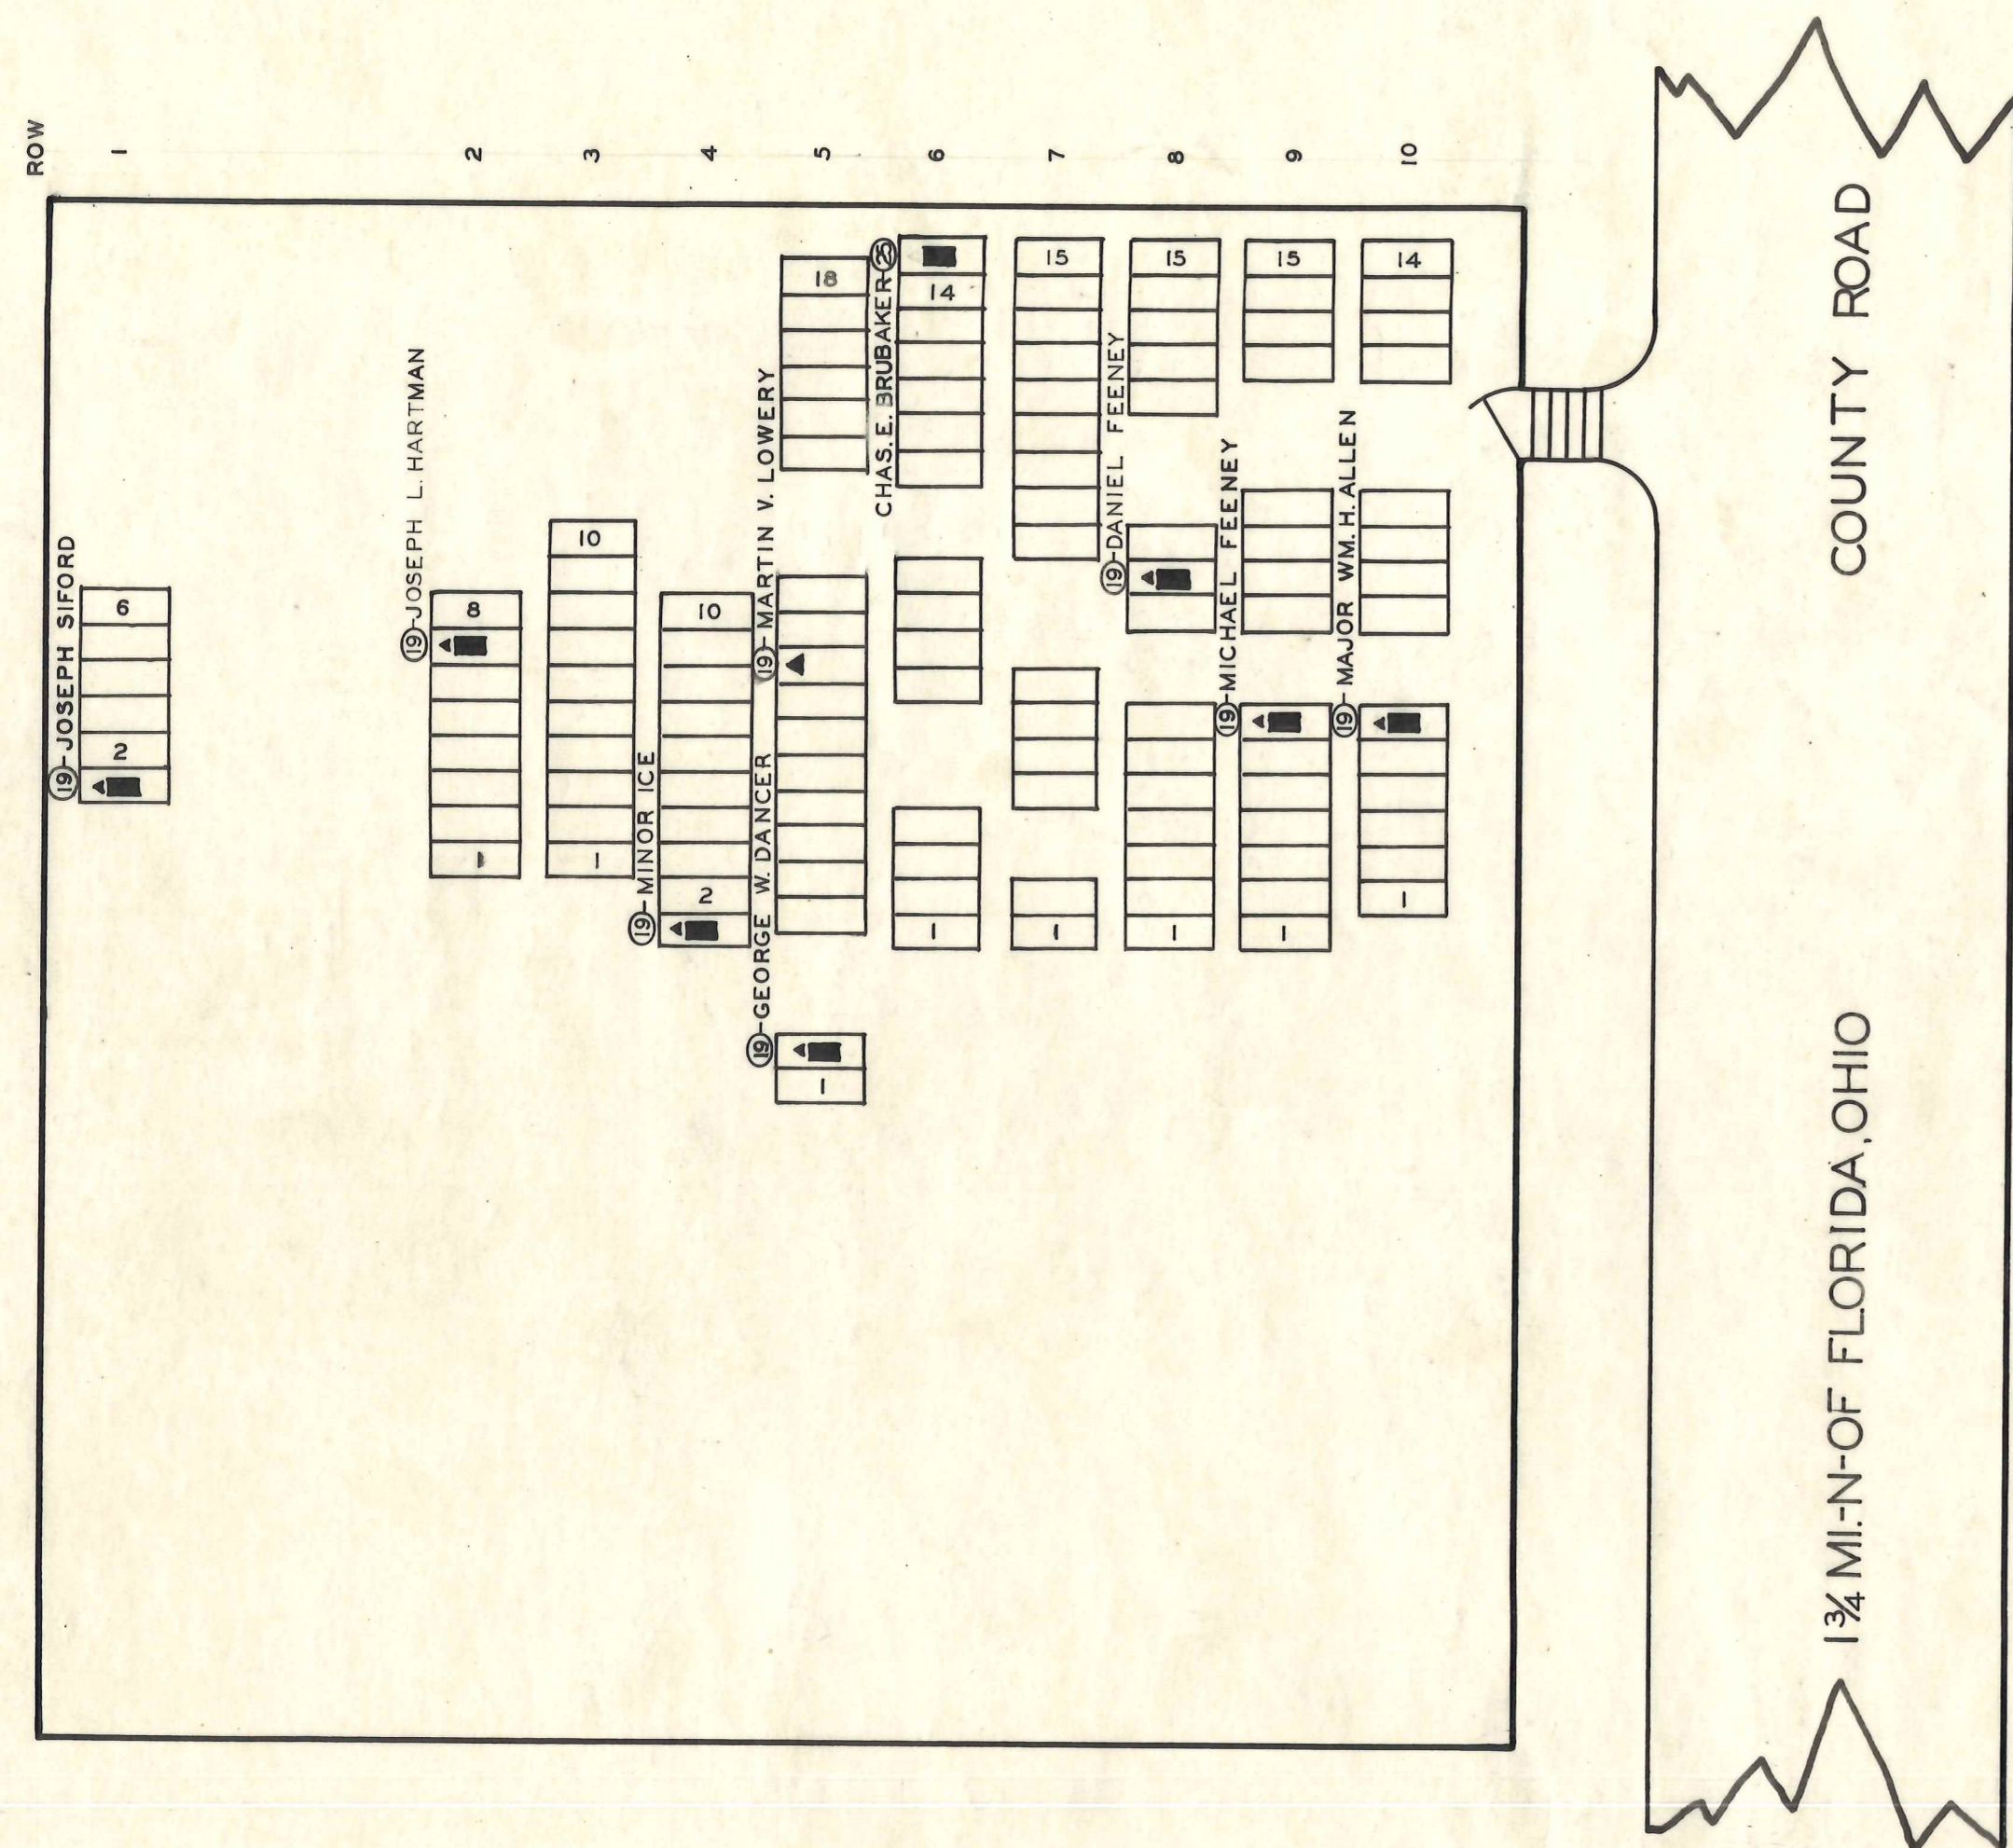 ROW
1
2
3
4
5
6
7
8
9
10
19-JOSEPH SIFORD
6
2
19-JOSEPH L. HARTMAN
8
1
10
1
19-MINOR ICE
10
2
19-MARTIN V. LOWERY
19-GEORGE W. DANCER
18
1
CHAS. E. BRUBAKER-25
14
1
15
1
19-DANIEL FEENEY
15
1
19-MICHAEL FEENEY
15
1
19-MAJOR WM. H. ALLEN
14
1
1¾ MI.-N-OF FLORIDA, OHIO COUNTY ROAD